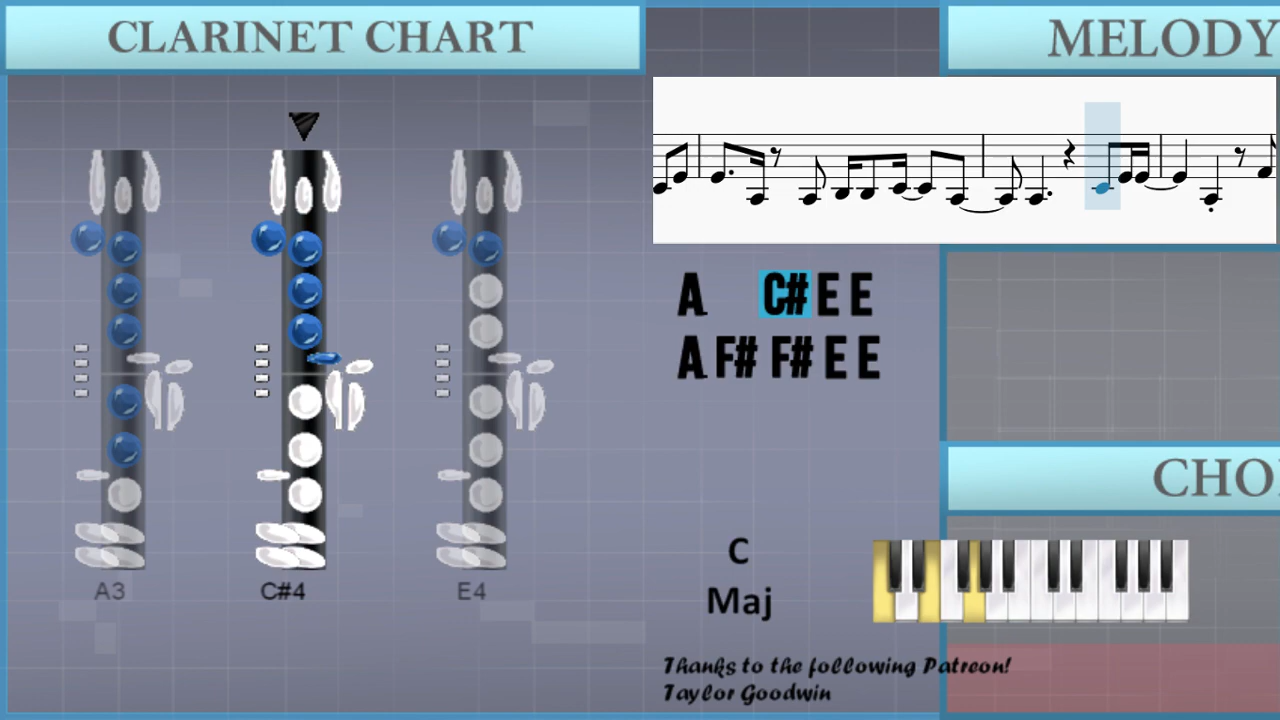 CLARINET CHART
MELODY
A C# E E
A F# F# E E
CHO
A3 C#4 E4
C
Maj
Thanks to the following Patreon!
Taylor Goodwin